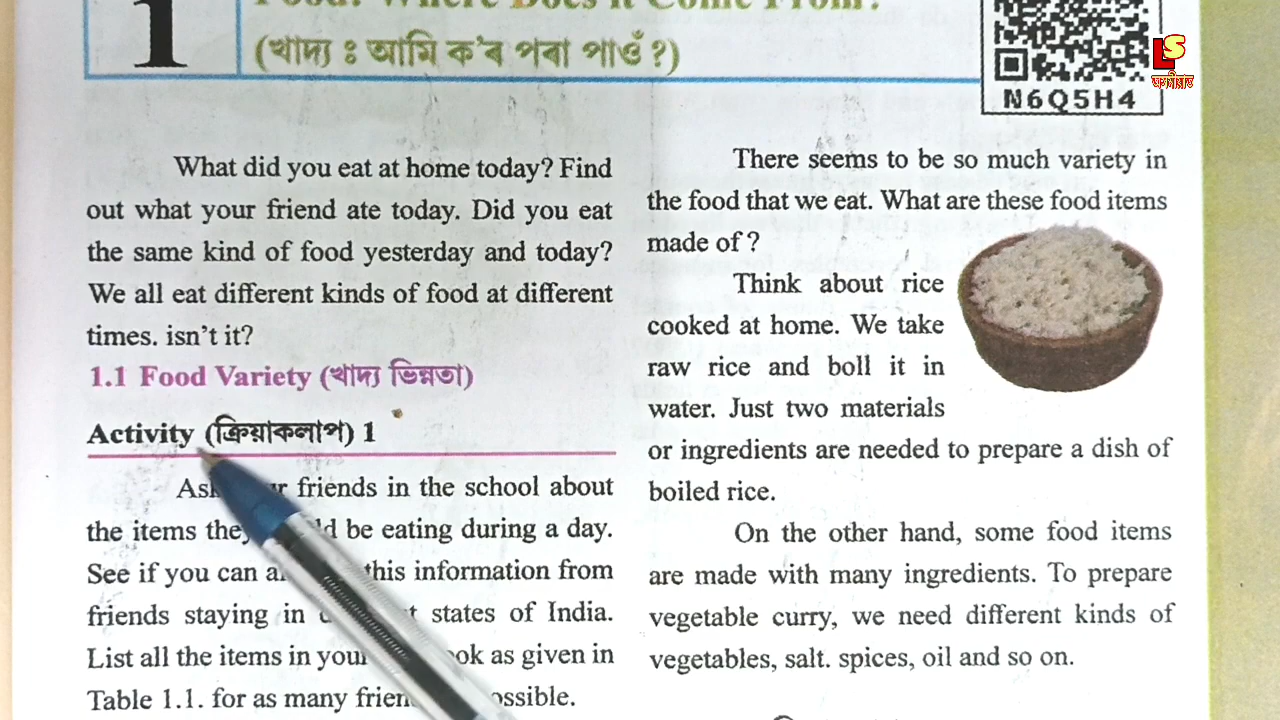 1
Food: Where Does it Come From?
(খাদ্য ঃ আমি ক'ৰ পৰা পাওঁ?)
N6Q5H4
LS
What did you eat at home today? Find
out what your friend ate today. Did you eat
the same kind of food yesterday and today?
We all eat different kinds of food at different
times. isn't it?
1.1 Food Variety (খাদ্য ভিন্নতা)
Activity (ক্ৰিয়াকলাপ) 1
friends in the school about
the items be eating during a day.
See if you can this information from
friends staying in states of India.
List all the items in your as given in
Table 1.1. for as many
There seems to be so much variety in
the food that we eat. What are these food items
made of ?
Think about rice
cooked at home. We take
raw rice and boll it in
water. Just two materials
or ingredients are needed to prepare a dish of
boiled rice.
On the other hand, some food items
are made with many ingredients. To prepare
vegetable curry, we need different kinds of
vegetables, salt. spices, oil and so on.